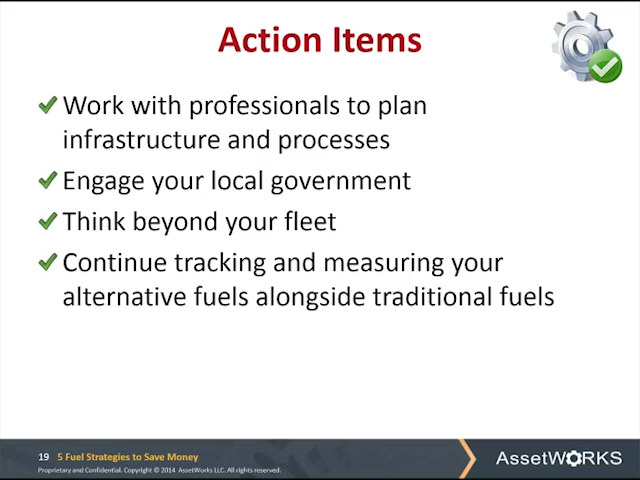 Action Items
Work with professionals to plan
infrastructure and processes
Engage your local government
Think beyond your fleet
Continue tracking and measuring your
alternative fuels alongside traditional fuels
19 5 Fuel Strategies to Save Money
Proprietary and Confidential. Copyright © 2014 AssetWorks LLC. All rights reserved.
AssetWORKS